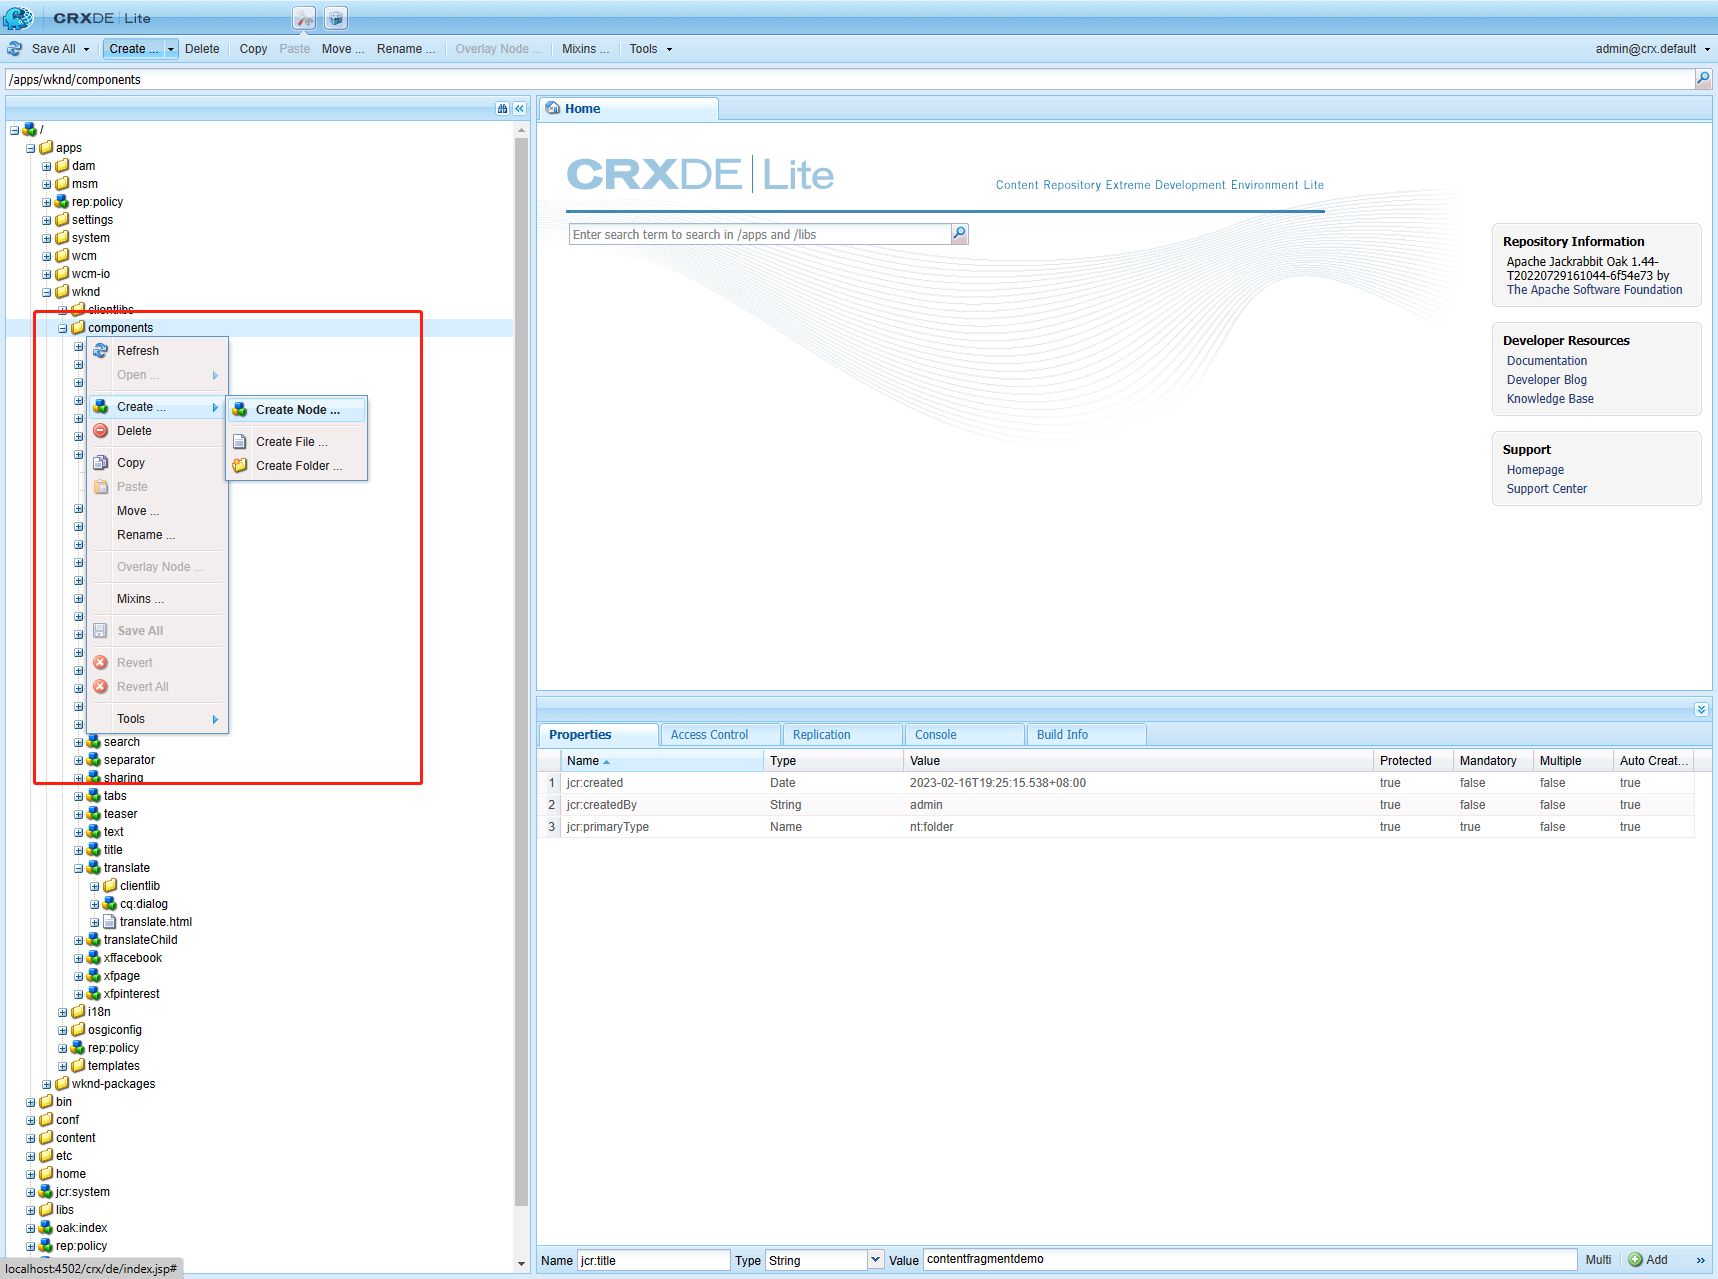 CRXDE | Lite
Save All Create ... Delete Copy Paste Move ... Rename ... Overlay Node ... Mixins ... Tools admin@crx.default
/apps/wknd/components
/
apps
dam
msm
rep:policy
settings
system
wcm
wcm-io
wknd
clientlibs
components
Refresh
Open ...
Create ...
Delete
Copy
Paste
Move ...
Rename ...
Overlay Node ...
Mixins ...
Save All
Revert
Revert All
Tools
Create Node ...
Create File ...
Create Folder ...
search
separator
sharing
tabs
teaser
text
title
translate
clientlib
cq:dialog
translate.html
translateChild
xffacebook
xfpage
xfpinterest
i18n
osgiconfig
rep:policy
templates
wknd-packages
bin
conf
content
etc
home
jcr:system
libs
oak:index
rep:policy
localhost:4502/crx/de/index.jsp#
Home
CRXDE | Lite
Content Repository Extreme Development Environment Lite
Enter search term to search in /apps and /libs
Repository Information
Apache Jackrabbit Oak 1.44-
T20220729161044-6f54e73 by
The Apache Software Foundation
Developer Resources
Documentation
Developer Blog
Knowledge Base
Support
Homepage
Support Center
Properties Access Control Replication Console Build Info
Name Type Value Protected Mandatory Multiple Auto Creat...
1 jcr:created Date 2023-02-16T19:25:15.538+08:00 true false false true
2 jcr:createdBy String admin true false false true
3 jcr:primaryType Name nt:folder true true false true
Name jcr:title Type String Value contentfragmentdemo Multi Add »